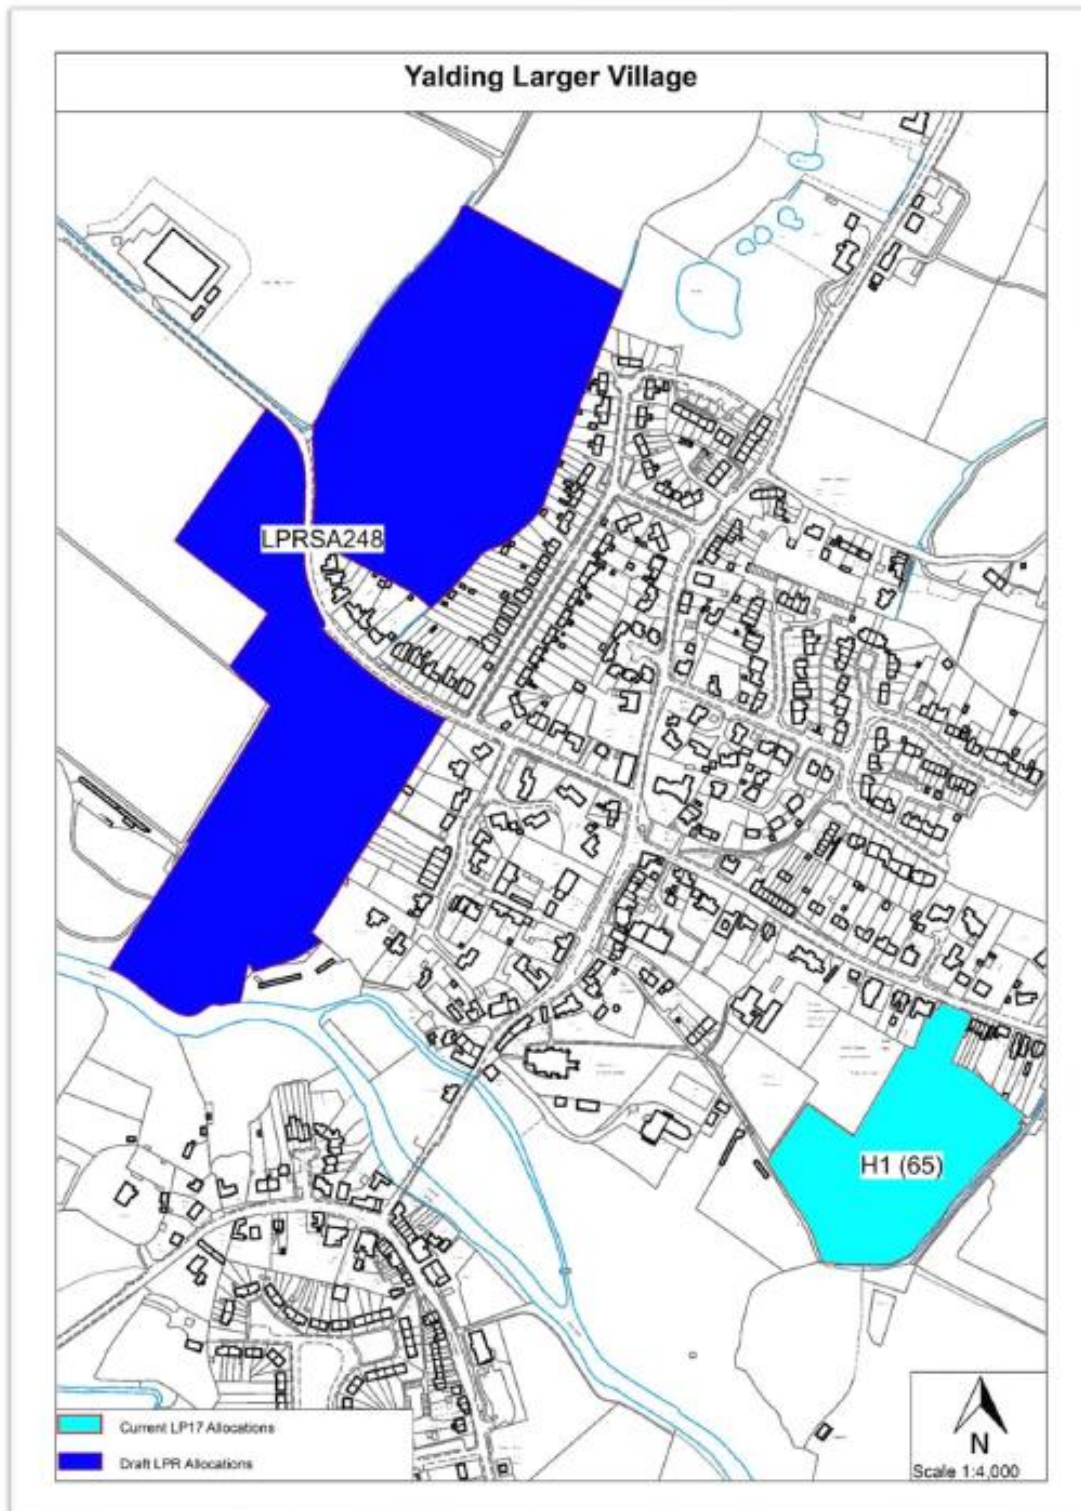 Yalding Larger Village
LPRSA248
H1 (65)
Current LP17 Allocations
Draft LPR Allocations
N
Scale 1:4,000